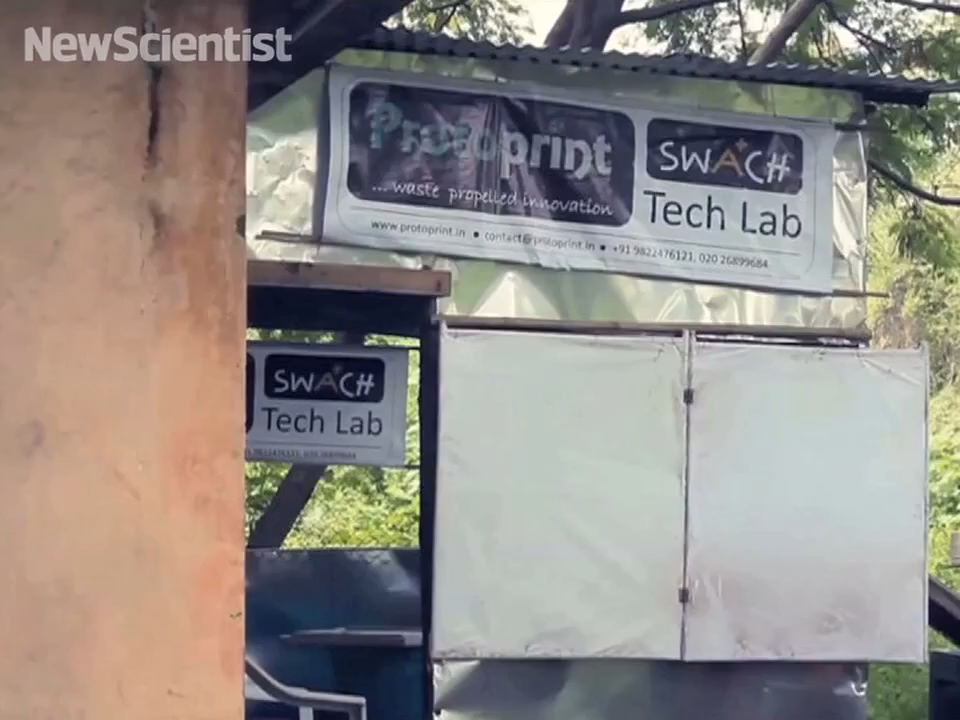 NewScientist
Protoprint
SWACH
... waste propelled innovation
Tech Lab
www.protoprint.in • contact@protoprint.in • +91 9822476121, 020 26899684
SWACH
Tech Lab